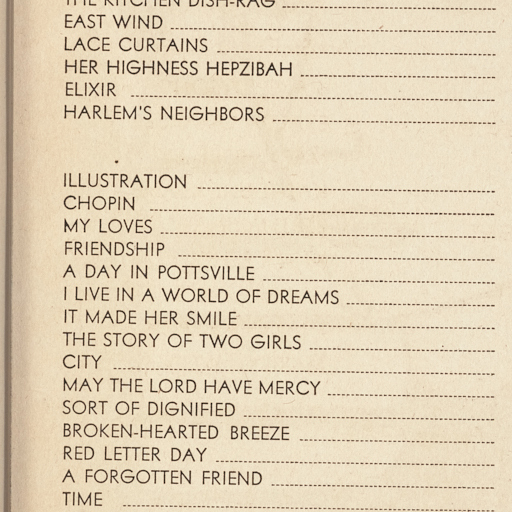 THE KITCHEN DISH-RAG
EAST WIND
LACE CURTAINS
HER HIGHNESS HEPZIBAH
ELIXIR
HARLEM'S NEIGHBORS
ILLUSTRATION
CHOPIN
MY LOVES
FRIENDSHIP
A DAY IN POTTSVILLE
I LIVE IN A WORLD OF DREAMS
IT MADE HER SMILE
THE STORY OF TWO GIRLS
CITY
MAY THE LORD HAVE MERCY
SORT OF DIGNIFIED
BROKEN-HEARTED BREEZE
RED LETTER DAY
A FORGOTTEN FRIEND
TIME